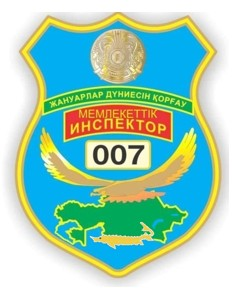 ЖАНУАРЛАР ДҮНИЕСІН ҚОРҒАУ
МЕМЛЕКЕТТІК
ИНСПЕКТОР
007